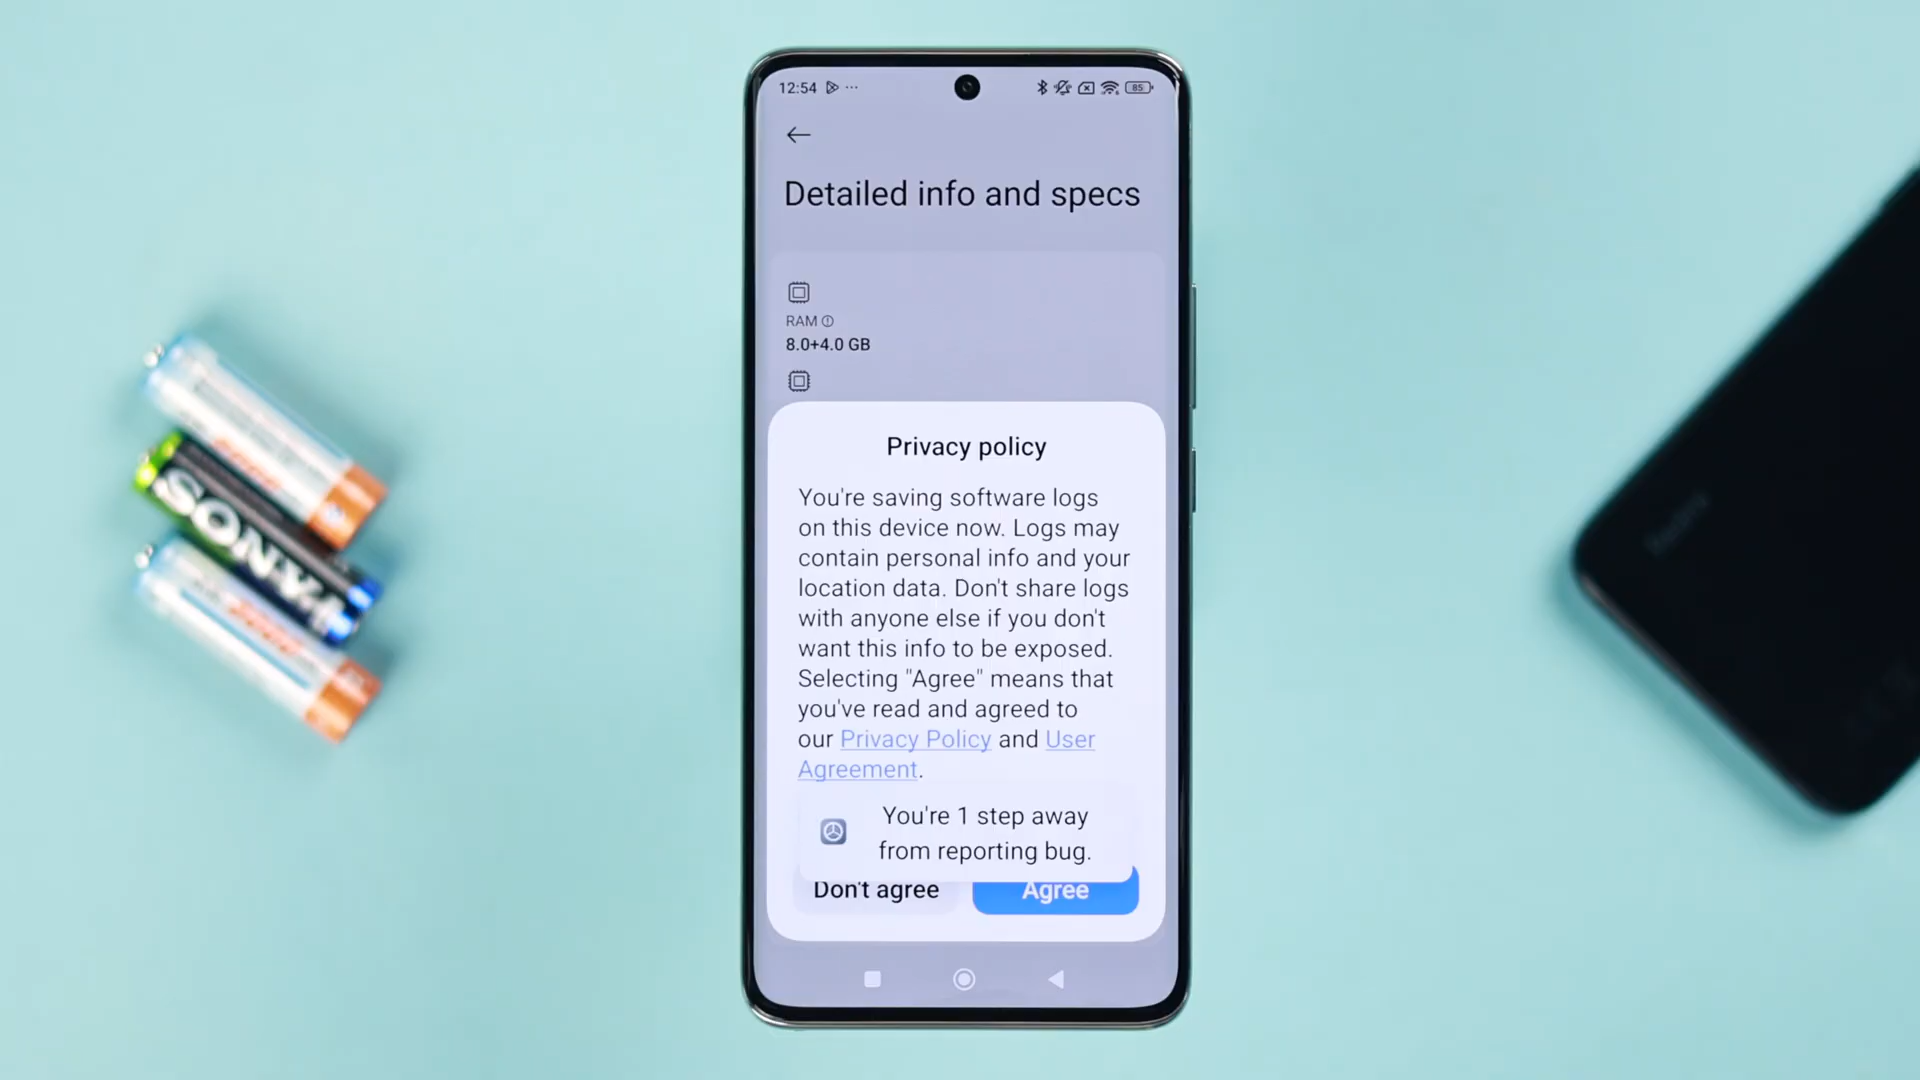 12:54
85
Detailed info and specs
RAM
8.0+4.0 GB
Privacy policy
You're saving software logs
on this device now. Logs may
contain personal info and your
location data. Don't share logs
with anyone else if you don't
want this info to be exposed.
Selecting "Agree" means that
you've read and agreed to
our Privacy Policy and User
Agreement.
You're 1 step away
from reporting bug.
Don't agree
Agree
SONY
Redmi